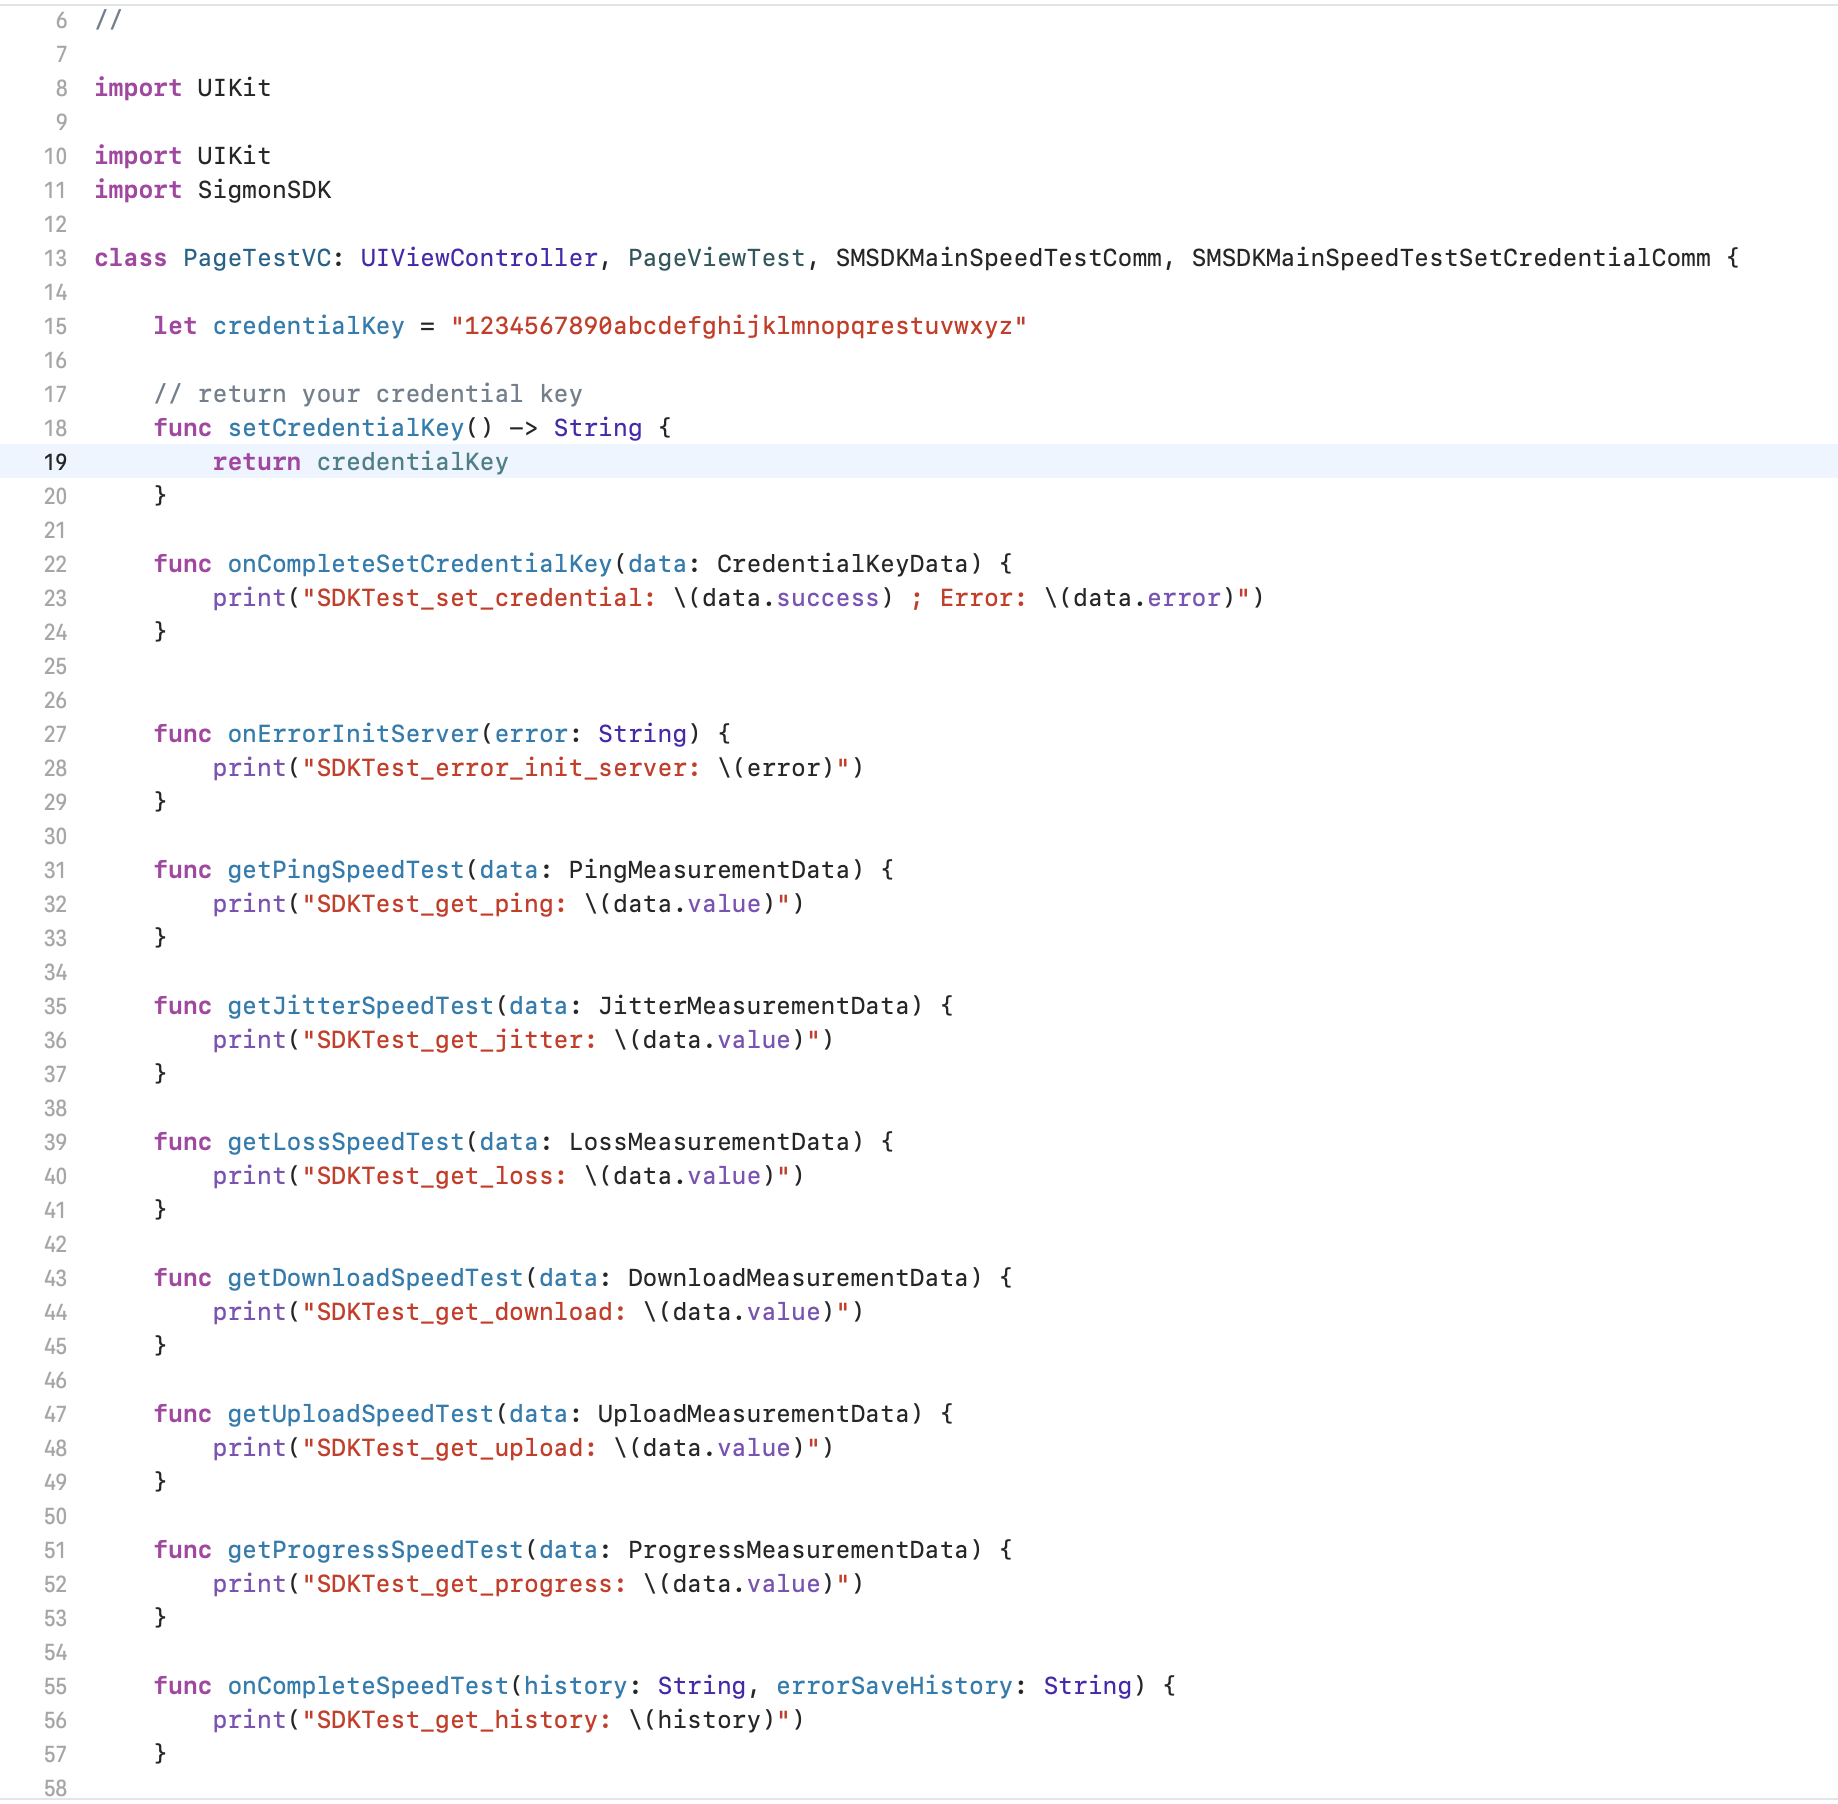 6 //
7
8 import UIKit
9
10 import UIKit
11 import SigmonSDK
12
13 class PageTestVC: UIViewController, PageViewTest, SMSDKMainSpeedTestComm, SMSDKMainSpeedTestSetCredentialComm {
14
15     let credentialKey = "1234567890abcdefghijklmnopqrestuvwxyz"
16
17     // return your credential key
18     func setCredentialKey() -> String {
19         return credentialKey
20     }
21
22     func onCompleteSetCredentialKey(data: CredentialKeyData) {
23         print("SDKTest_set_credential: \(data.success) ; Error: \(data.error)")
24     }
25
26
27     func onErrorInitServer(error: String) {
28         print("SDKTest_error_init_server: \(error)")
29     }
30
31     func getPingSpeedTest(data: PingMeasurementData) {
32         print("SDKTest_get_ping: \(data.value)")
33     }
34
35     func getJitterSpeedTest(data: JitterMeasurementData) {
36         print("SDKTest_get_jitter: \(data.value)")
37     }
38
39     func getLossSpeedTest(data: LossMeasurementData) {
40         print("SDKTest_get_loss: \(data.value)")
41     }
42
43     func getDownloadSpeedTest(data: DownloadMeasurementData) {
44         print("SDKTest_get_download: \(data.value)")
45     }
46
47     func getUploadSpeedTest(data: UploadMeasurementData) {
48         print("SDKTest_get_upload: \(data.value)")
49     }
50
51     func getProgressSpeedTest(data: ProgressMeasurementData) {
52         print("SDKTest_get_progress: \(data.value)")
53     }
54
55     func onCompleteSpeedTest(history: String, errorSaveHistory: String) {
56         print("SDKTest_get_history: \(history)")
57     }
58